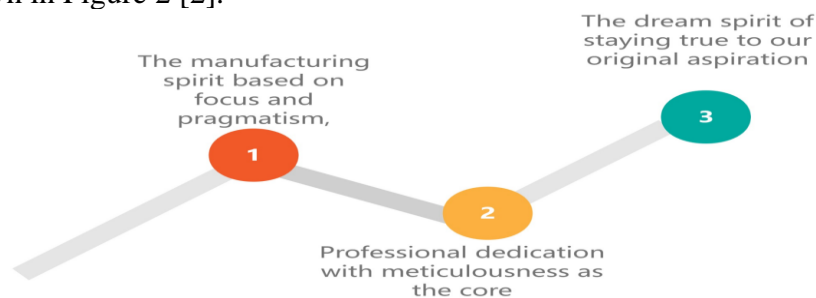 in Figure 2 [2].
The dream spirit of
staying true to our
original aspiration
The manufacturing
spirit based on
focus and
pragmatism,
3
1
2
Professional dedication
with meticulousness as
the core